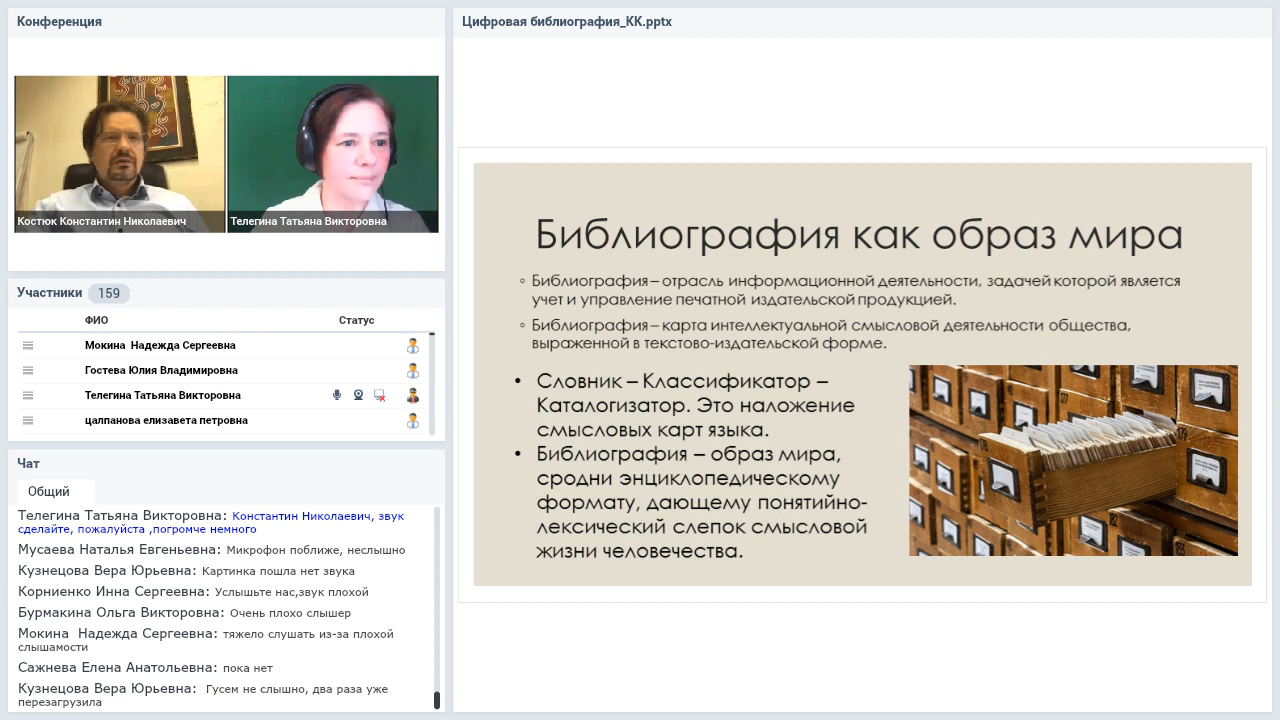 Конференция
Костюк Константин Николаевич
Телегина Татьяна Викторовна
Участники 159
ФИО Статус
Мокина Надежда Сергеевна
Гостева Юлия Владимировна
Телегина Татьяна Викторовна
цалпанова елизавета петровна
Чат
Общий
Телегина Татьяна Викторовна: Константин Николаевич, звук
сделайте, пожалуйста ,погромче немного
Мусаева Наталья Евгеньевна: Микрофон поближе, неслышно
Кузнецова Вера Юрьевна: Картинка пошла нет звука
Корниенко Инна Сергеевна: Услышьте нас,звук плохой
Бурмакина Ольга Викторовна: Очень плохо слышер
Мокина Надежда Сергеевна: тяжело слушать из-за плохой
слышамости
Сажнева Елена Анатольевна: пока нет
Кузнецова Вера Юрьевна: Гусем не слышно, два раза уже
перезагрузила
Цифровая библиография_КК.pptx
Библиография как образ мира
◦ Библиография – отрасль информационной деятельности, задачей которой является
учет и управление печатной издательской продукцией.
◦ Библиография – карта интеллектуальной смысловой деятельности общества,
выраженной в текстово-издательской форме.
• Словник – Классификатор –
Каталогизатор. Это наложение
смысловых карт языка.
• Библиография – образ мира,
сродни энциклопедическому
формату, дающему понятийно-
лексический слепок смысловой
жизни человечества.
179